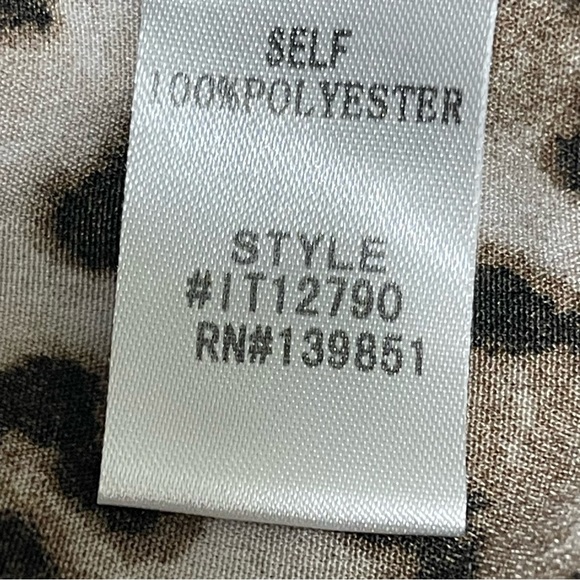 SELF
100%POLYESTER
STYLE
#IT12790
RN#139851